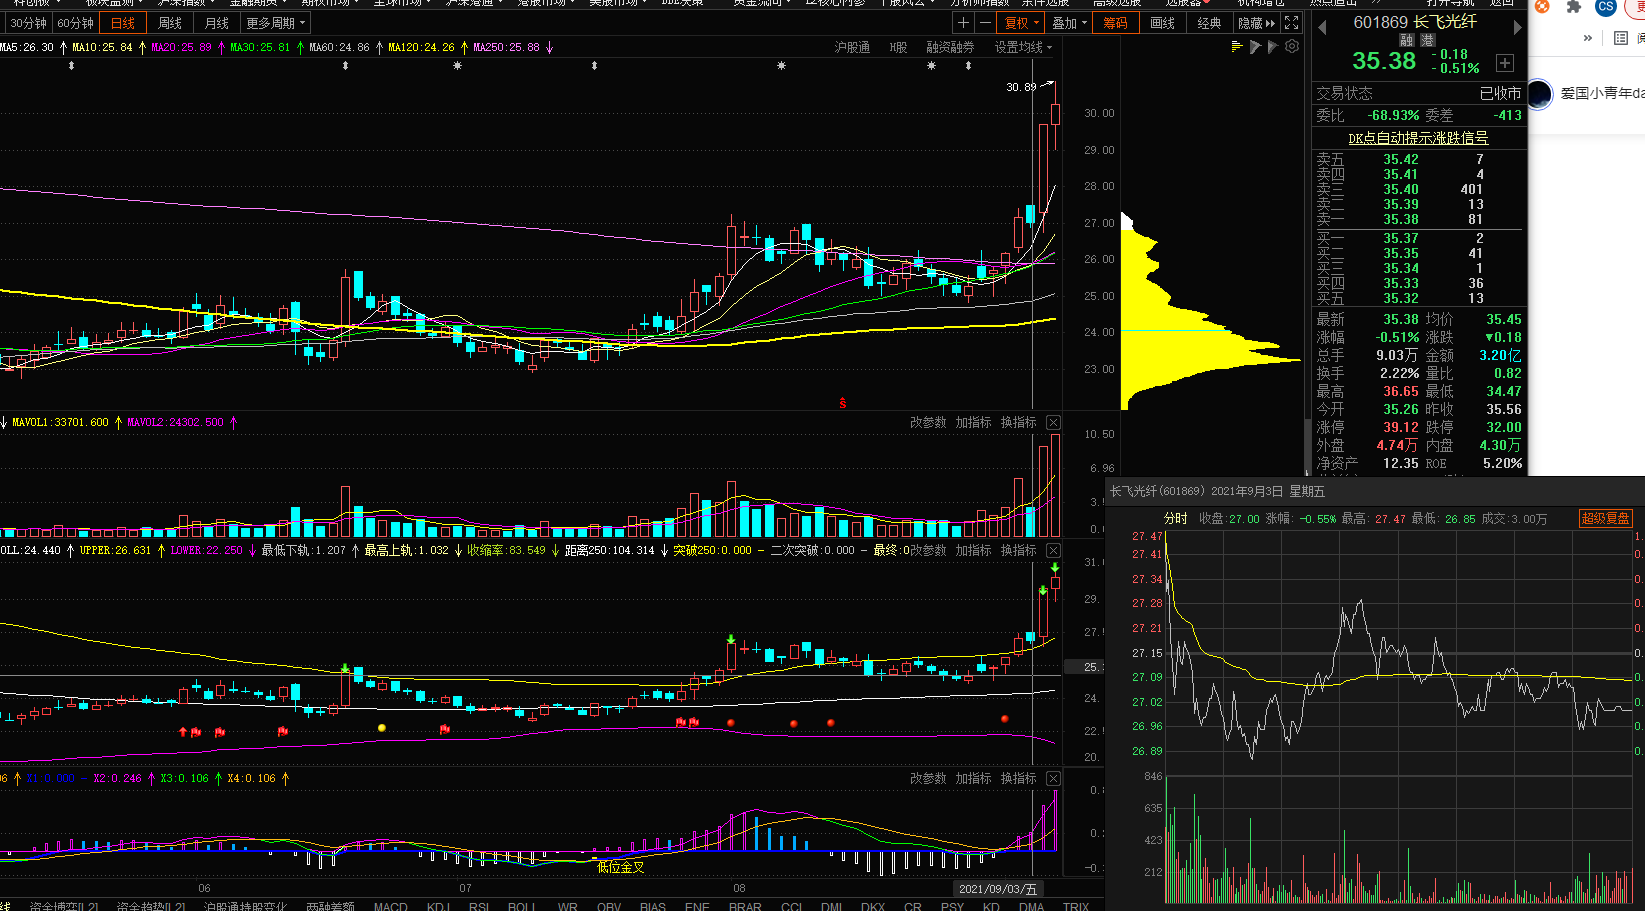 30分钟 60分钟 日线 周线 月线 更多周期
复权 叠加 筹码 画线 经典 隐藏
MA5:26.30 MA10:25.84 MA20:25.89 MA30:25.81 MA60:24.86 MA120:24.26 MA250:25.88
沪股通 H股 融资融券 设置均线
30.89
30.00
29.00
28.00
27.00
26.00
25.00
24.00
23.00
S
MAVOL1:33701.600 MAVOL2:24302.500
改参数 加指标 换指标
10.50
6.96
OLL:24.440 UPPER:26.631 LOWER:22.250 最低下轨:1.207 最高上轨:1.032 收缩率:83.549 距离250:104.314 突破250:0.000 - 二次突破:0.000 - 最终:0
改参数 加指标 换指标
X1:0.000 - X2:0.246 X3:0.106 X4:0.106
改参数 加指标 换指标
低位金叉
06 07 08 2021/09/03/五
资金博弈[L2] 资金趋势[L2] 沪股通持股变化 两融差额 MACD KDJ RSI BOLL WR OBV BIAS ENE BRAR CCI DMI DKX CR PSY KD DMA TRIX
601869 长飞光纤
融 港
35.38 -0.18
-0.51%
交易状态 已收市
委比 -68.93% 委差 -413
DK点自动提示涨跌信号
卖五 35.42 7
卖四 35.41 4
卖三 35.40 401
卖二 35.39 13
卖一 35.38 81
买一 35.37 2
买二 35.35 41
买三 35.34 1
买四 35.33 36
买五 35.32 13
最新 35.38 均价 35.45
涨幅 -0.51% 涨跌 ▼0.18
总手 9.03万 金额 3.20亿
换手 2.22% 量比 0.82
最高 36.65 最低 34.47
今开 35.26 昨收 35.56
涨停 39.12 跌停 32.00
外盘 4.74万 内盘 4.30万
净资产 12.35 ROE 5.20%
CS
»
爱国小青年da
长飞光纤(601869) 2021年9月3日 星期五
分时 收盘:27.00 涨幅: -0.55% 最高: 27.47 最低: 26.85 成交:3.00万 超级复盘
27.47
27.41
27.34
27.28
27.21
27.15
27.09
27.02
26.96
26.89
846
635
423
212